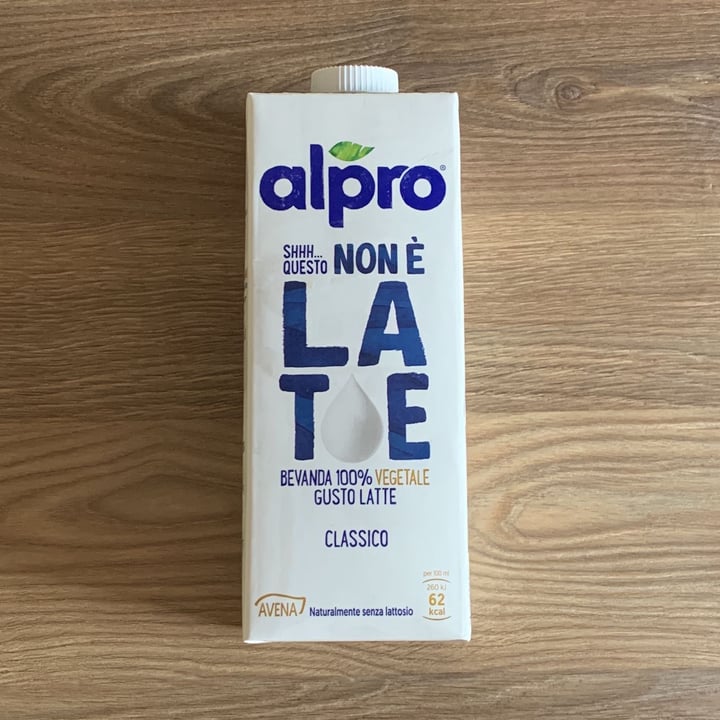 alpro®
SHHH...
QUESTO NON È
LA
T E
BEVANDA 100% VEGETALE
GUSTO LATTE
CLASSICO
per 100 ml
260 kJ
62
kcal
AVENA
Naturalmente senza lattosio